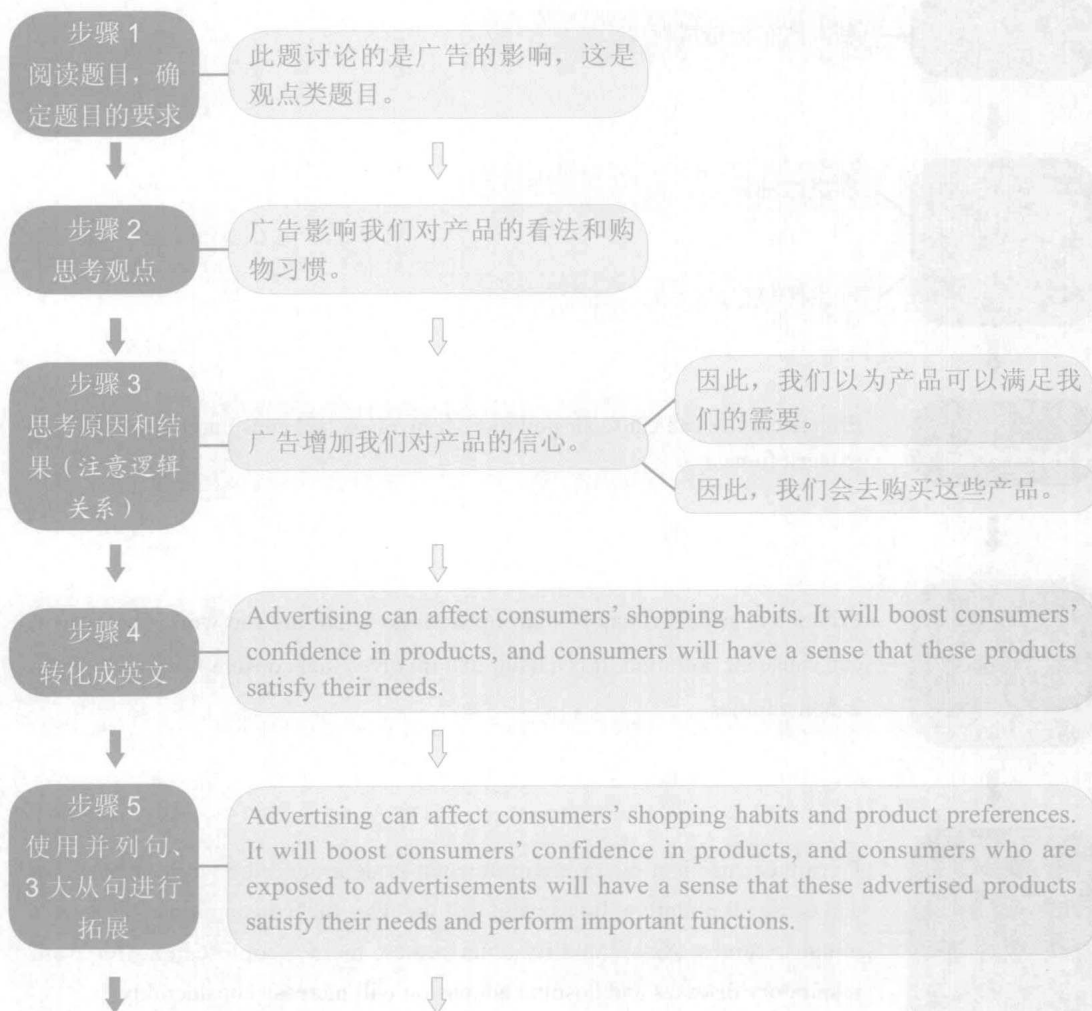 步骤 1
阅读题目，确
定题目的要求
此题讨论的是广告的影响，这是
观点类题目。
步骤 2
思考观点
广告影响我们对产品的看法和购
物习惯。
步骤 3
思考原因和结
果（注意逻辑
关系）
广告增加我们对产品的信心。
因此，我们以为产品可以满足我
们的需要。
因此，我们会去购买这些产品。
步骤 4
转化成英文
Advertising can affect consumers’ shopping habits. It will boost consumers’
confidence in products, and consumers will have a sense that these products
satisfy their needs.
步骤 5
使用并列句、
3 大从句进行
拓展
Advertising can affect consumers’ shopping habits and product preferences.
It will boost consumers’ confidence in products, and consumers who are
exposed to advertisements will have a sense that these advertised products
satisfy their needs and perform important functions.